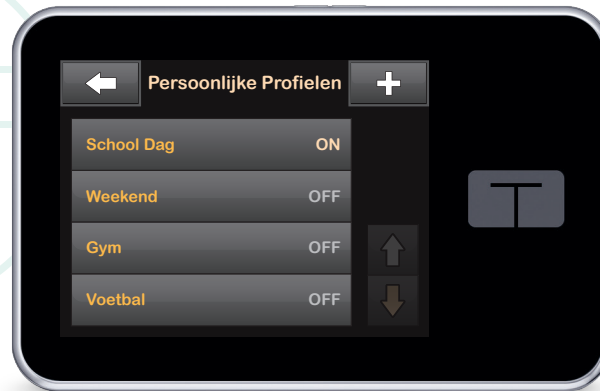 Persoonlijke Profielen
School Dag ON
Weekend OFF
Gym OFF
Voetbal OFF